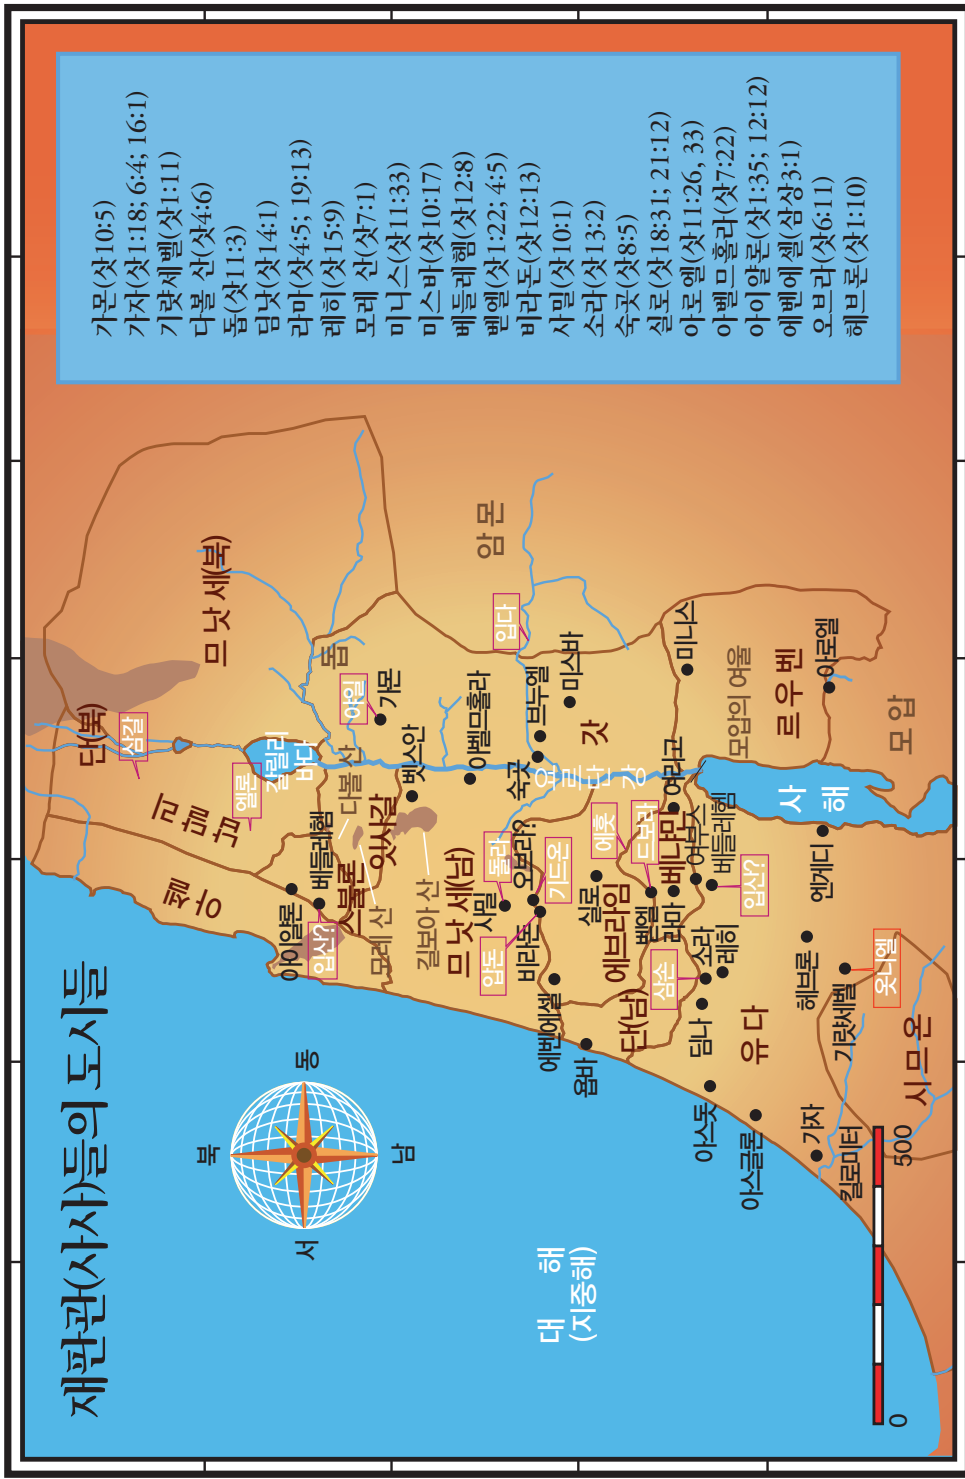 재판관(사사)들의 도시들
북
동
남
서
대 해
(지중해)
0
500
킬로미터
단(북)
삼갈
므 낫 세(북)
납 달 리
아 셀
엘론
갈릴리
바다
돕
야일
가몬
다볼 산
벳스안
아벨므홀라
베들레헴
스불론
잇사갈
아이알론
입산?
모레 산
길보아 산
므 낫 세(남)
사밀
돌라
오브라?
기드온
압돈
비라돈
암 몬
입다
브누엘
숙곳
미스바
갓
요 르 단 강
실로
에훗
드보라
에브라임
벧엘
라마
베냐민
여리고
여부스
베들레헴
입산?
에벤에셀
욥바
단(남)
삼손
소라
레히
딤나
유 다
미니스
모압의 여울
르 우 벤
아로엘
모 압
사 해
엔게디
헤브론
기럇세벨
옷니엘
시 므 온
아스돗
아스글론
가자
가몬(삿10:5)
가자(삿1:18; 6:4; 16:1)
기럇세벨(삿1:11)
다볼 산(삿4:6)
돕(삿11:3)
딤낫(삿14:1)
라마(삿4:5; 19:13)
레히(삿15:9)
모레 산(삿7:1)
미니스(삿11:33)
미스바(삿10:17)
베들레헴(삿12:8)
벧엘(삿1:22; 4:5)
비라돈(삿12:13)
사밀(삿10:1)
소라(삿13:2)
숙곳(삿8:5)
실로(삿18:31; 21:12)
아로엘(삿11:26, 33)
아벨므홀라(삿7:22)
아이얄론(삿1:35; 12:12)
에벤에셀(삼상3:1)
오브라(삿6:11)
헤브론(삿1:10)